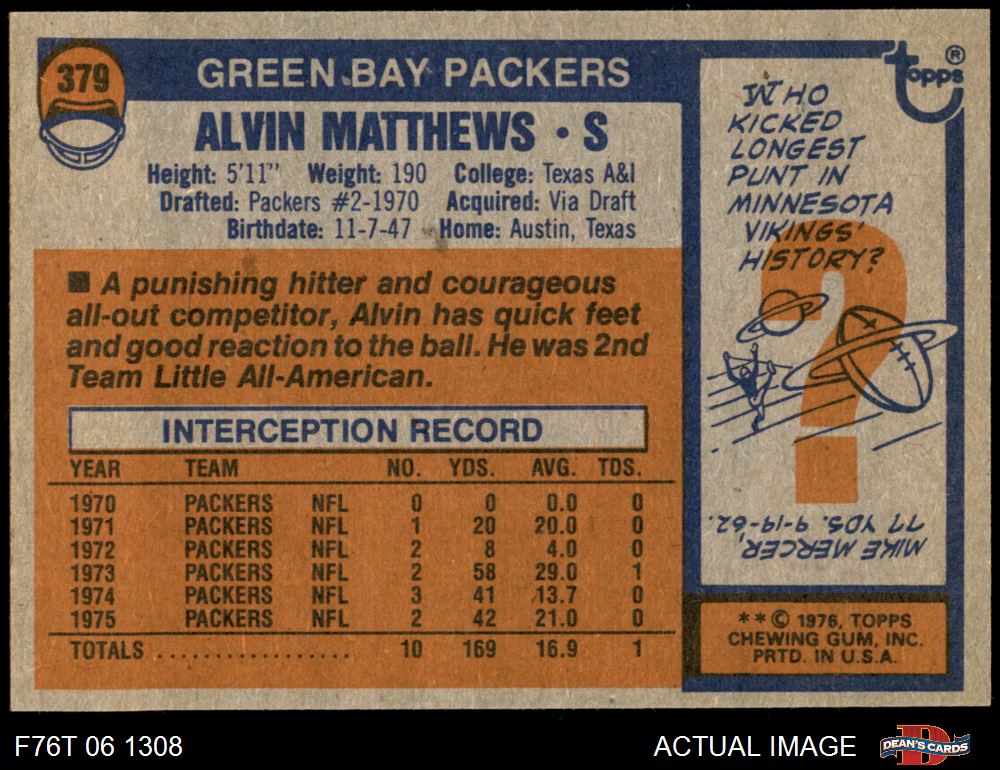 379
GREEN BAY PACKERS
ALVIN MATTHEWS • S
Height: 5'11" Weight: 190 College: Texas A&I
Drafted: Packers #2-1970 Acquired: Via Draft
Birthdate: 11-7-47 Home: Austin, Texas
■ A punishing hitter and courageous
all-out competitor, Alvin has quick feet
and good reaction to the ball. He was 2nd
Team Little All-American.
INTERCEPTION RECORD
YEAR TEAM NO. YDS. AVG. TDS.
1970 PACKERS NFL 0 0 0.0 0
1971 PACKERS NFL 1 20 20.0 0
1972 PACKERS NFL 2 8 4.0 0
1973 PACKERS NFL 2 58 29.0 1
1974 PACKERS NFL 3 41 13.7 0
1975 PACKERS NFL 2 42 21.0 0
TOTALS .................. 10 169 16.9 1
Topps ®
WHO
KICKED
LONGEST
PUNT IN
MINNESOTA
VIKINGS'
HISTORY?
?
MIKE MERCER,
77 YDS. 9-19-62.
**© 1976, TOPPS
CHEWING GUM, INC.
PRTD. IN U.S.A.
F76T 06 1308
ACTUAL IMAGE
D
DEAN'S CARDS